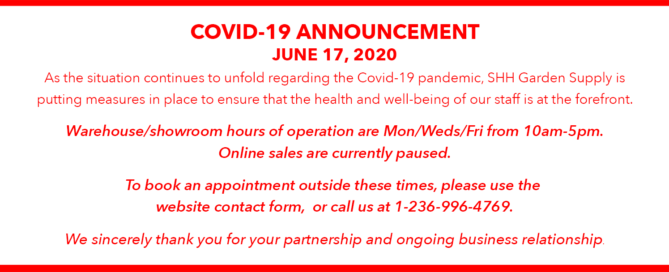 COVID-19 ANNOUNCEMENT
JUNE 17, 2020
As the situation continues to unfold regarding the Covid-19 pandemic, SHH Garden Supply is
putting measures in place to ensure that the health and well-being of our staff is at the forefront.
Warehouse/showroom hours of operation are Mon/Weds/Fri from 10am-5pm.
Online sales are currently paused.
To book an appointment outside these times, please use the
website contact form,  or call us at 1-236-996-4769.
We sincerely thank you for your partnership and ongoing business relationship.